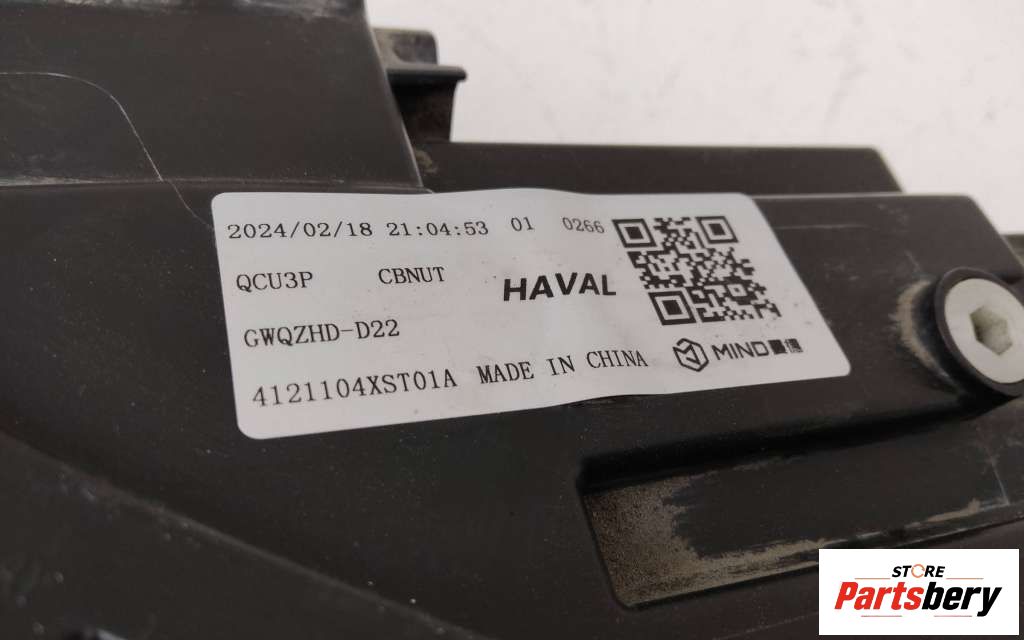 2024/02/18 21:04:53 01 0266
QCU3P CBNUT
HAVAL
GWQZHD-D22
4121104XST01A MADE IN CHINA
MIND
STORE
Partsbery